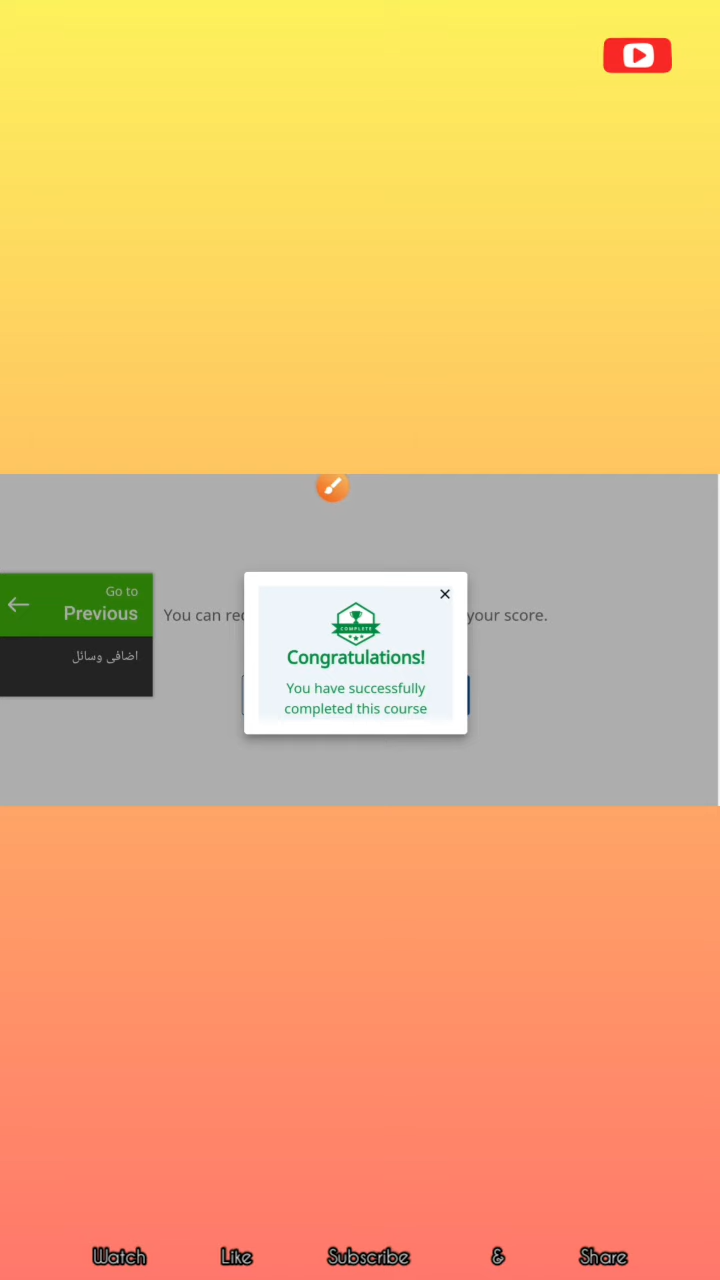 Go to
Previous
اضافی وسائل
You can rec
your score.
COMPLETE
Congratulations!
You have successfully
completed this course
Watch Like Subscribe & Share